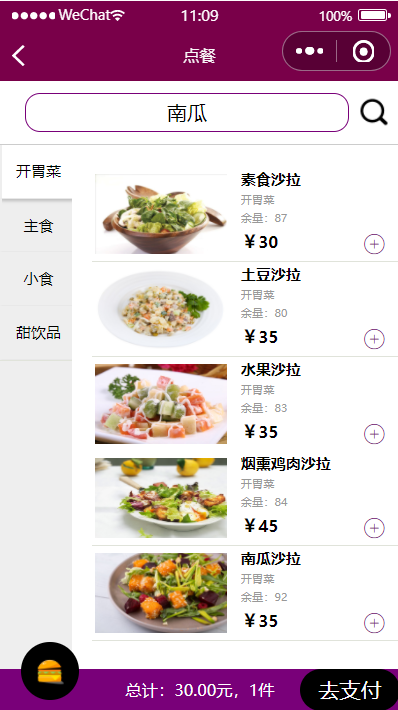 WeChat 11:09 100%
点餐
南瓜
开胃菜
主食
小食
甜饮品
素食沙拉
开胃菜
余量：87
￥30
土豆沙拉
开胃菜
余量：80
￥35
水果沙拉
开胃菜
余量：83
￥35
烟熏鸡肉沙拉
开胃菜
余量：84
￥45
南瓜沙拉
开胃菜
余量：92
￥35
总计：30.00元，1件
去支付